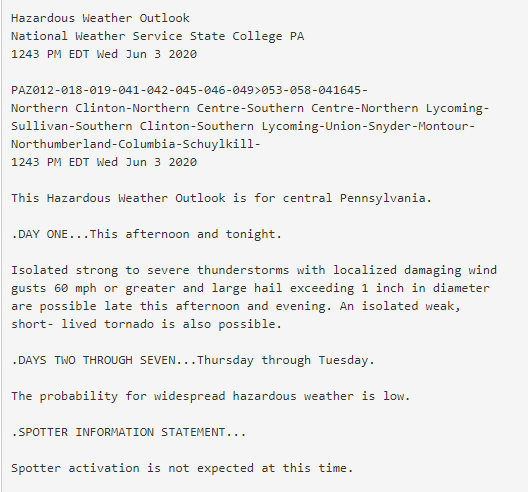 Hazardous Weather Outlook
National Weather Service State College PA
1243 PM EDT Wed Jun 3 2020
PAZ012-018-019-041-042-045-046-049>053-058-041645-
Northern Clinton-Northern Centre-Southern Centre-Northern Lycoming-
Sullivan-Southern Clinton-Southern Lycoming-Union-Snyder-Montour-
Northumberland-Columbia-Schuylkill-
1243 PM EDT Wed Jun 3 2020
This Hazardous Weather Outlook is for central Pennsylvania.
.DAY ONE...This afternoon and tonight.
Isolated strong to severe thunderstorms with localized damaging wind
gusts 60 mph or greater and large hail exceeding 1 inch in diameter
are possible late this afternoon and evening. An isolated weak,
short- lived tornado is also possible.
.DAYS TWO THROUGH SEVEN...Thursday through Tuesday.
The probability for widespread hazardous weather is low.
.SPOTTER INFORMATION STATEMENT...
Spotter activation is not expected at this time.